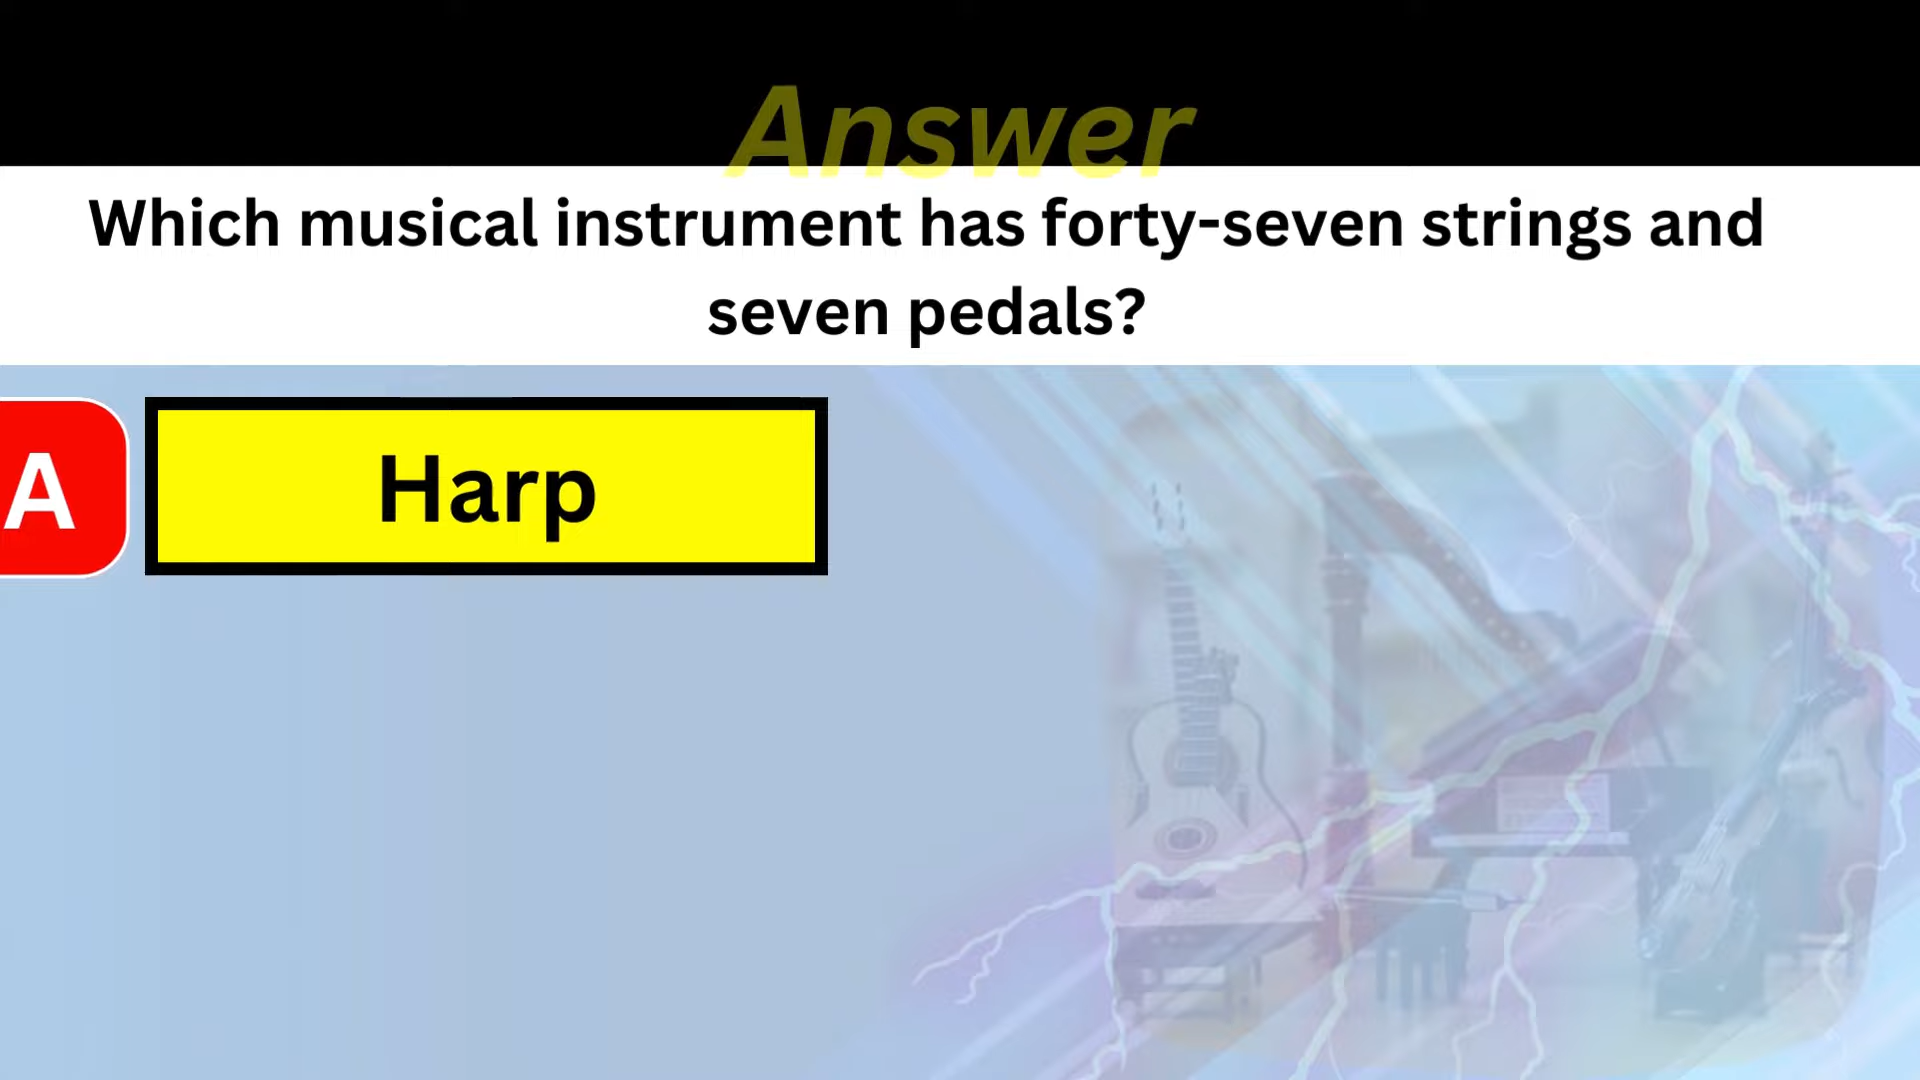 Answer
Which musical instrument has forty-seven strings and
seven pedals?
A
Harp